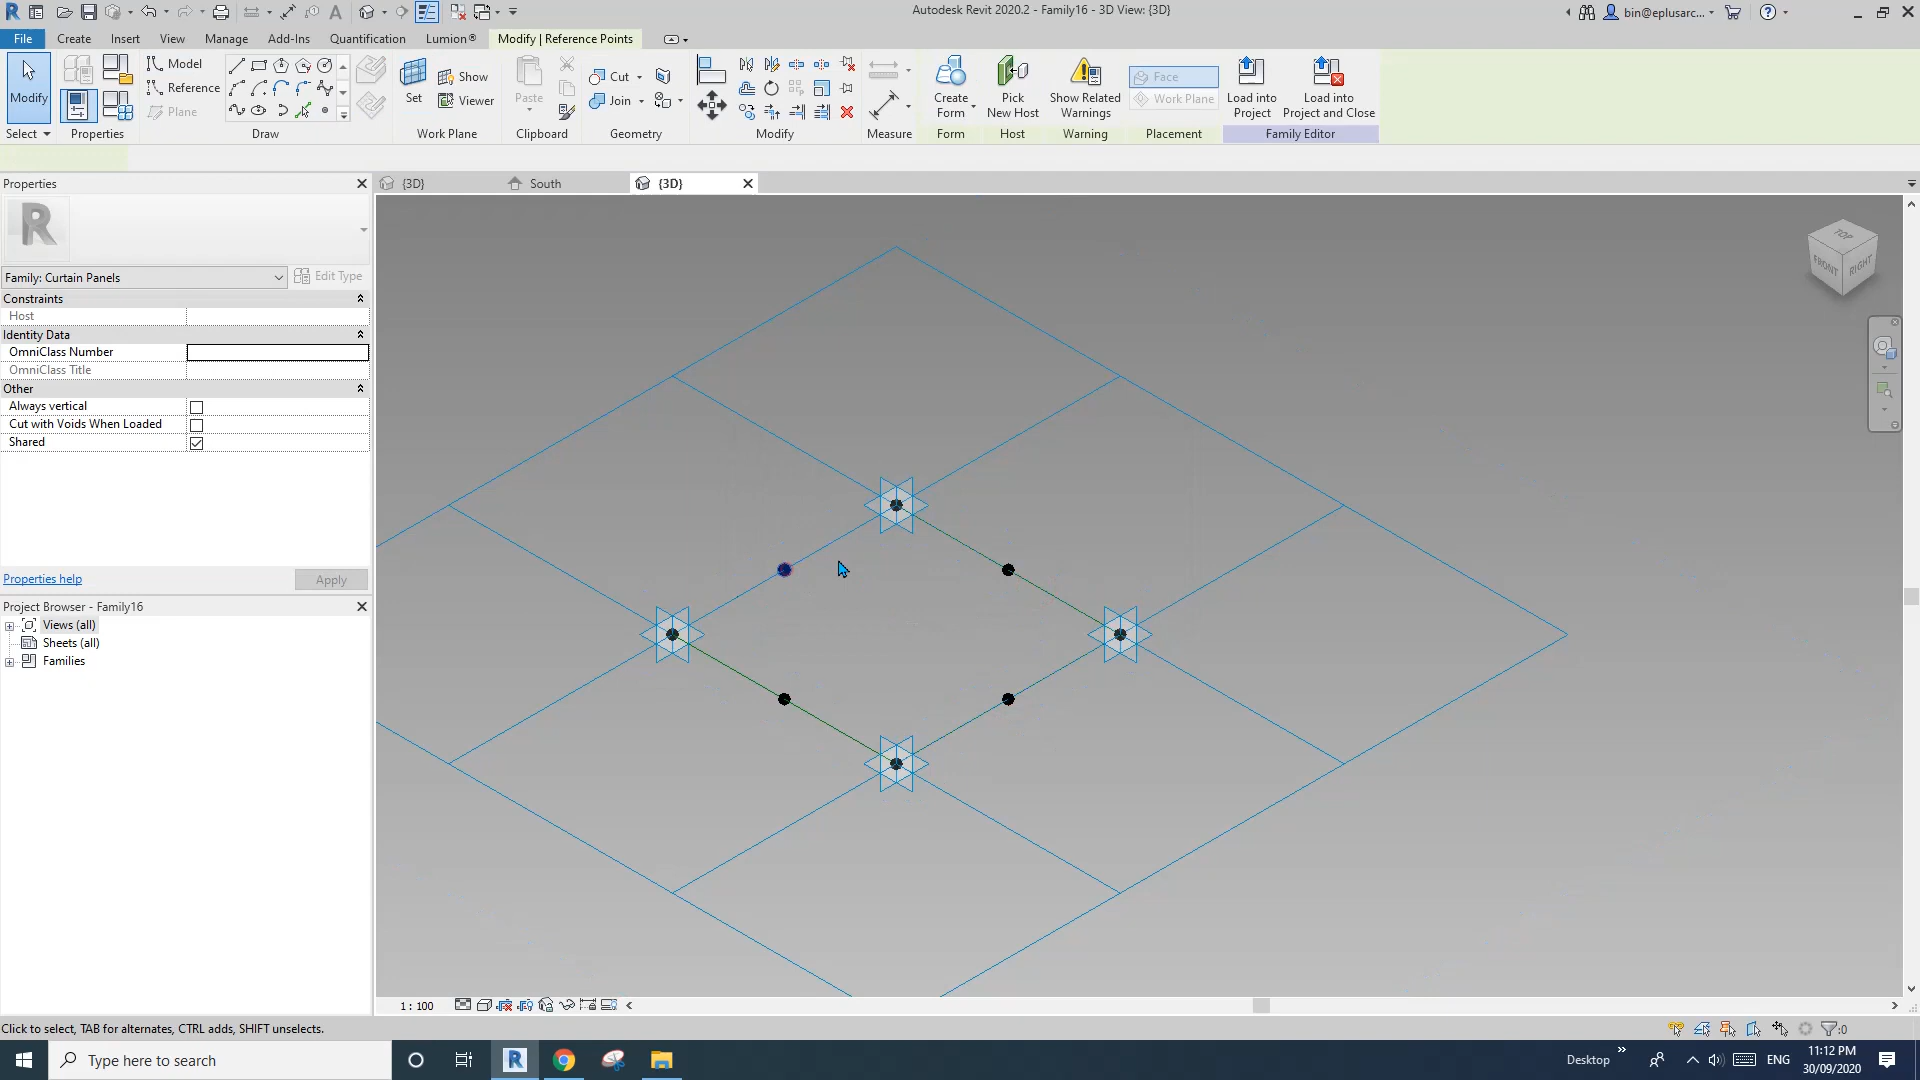 Autodesk Revit 2020.2 - Family16 - 3D View: {3D}
bin@eplusarc...
File Create Insert View Manage Add-Ins Quantification Lumion® Modify | Reference Points
Modify
Select
Properties
Model
Reference
Plane
Draw
Set
Show
Viewer
Work Plane
Paste
Clipboard
Cut
Join
Geometry
Modify
Measure
Create Form
Form
Pick New Host
Host
Show Related Warnings
Warning
Face
Work Plane
Placement
Load into Project
Load into Project and Close
Family Editor
Properties
{3D}
South
{3D}
R
Family: Curtain Panels
Edit Type
Constraints
Host
Identity Data
OmniClass Number
OmniClass Title
Other
Always vertical
Cut with Voids When Loaded
Shared
Properties help
Apply
Project Browser - Family16
Views (all)
Sheets (all)
Families
TOP
FRONT
RIGHT
1 : 100
Click to select, TAB for alternates, CTRL adds, SHIFT unselects.
:0
Type here to search
Desktop
ENG
11:12 PM
30/09/2020